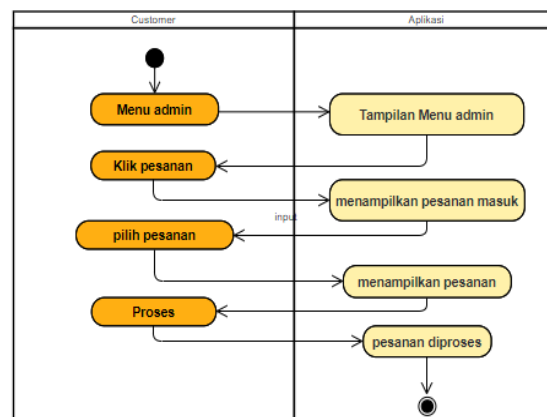 Customer
Aplikasi
Menu admin
Tampilan Menu admin
Klik pesanan
menampilkan pesanan masuk
input
pilih pesanan
menampilkan pesanan
Proses
pesanan diproses